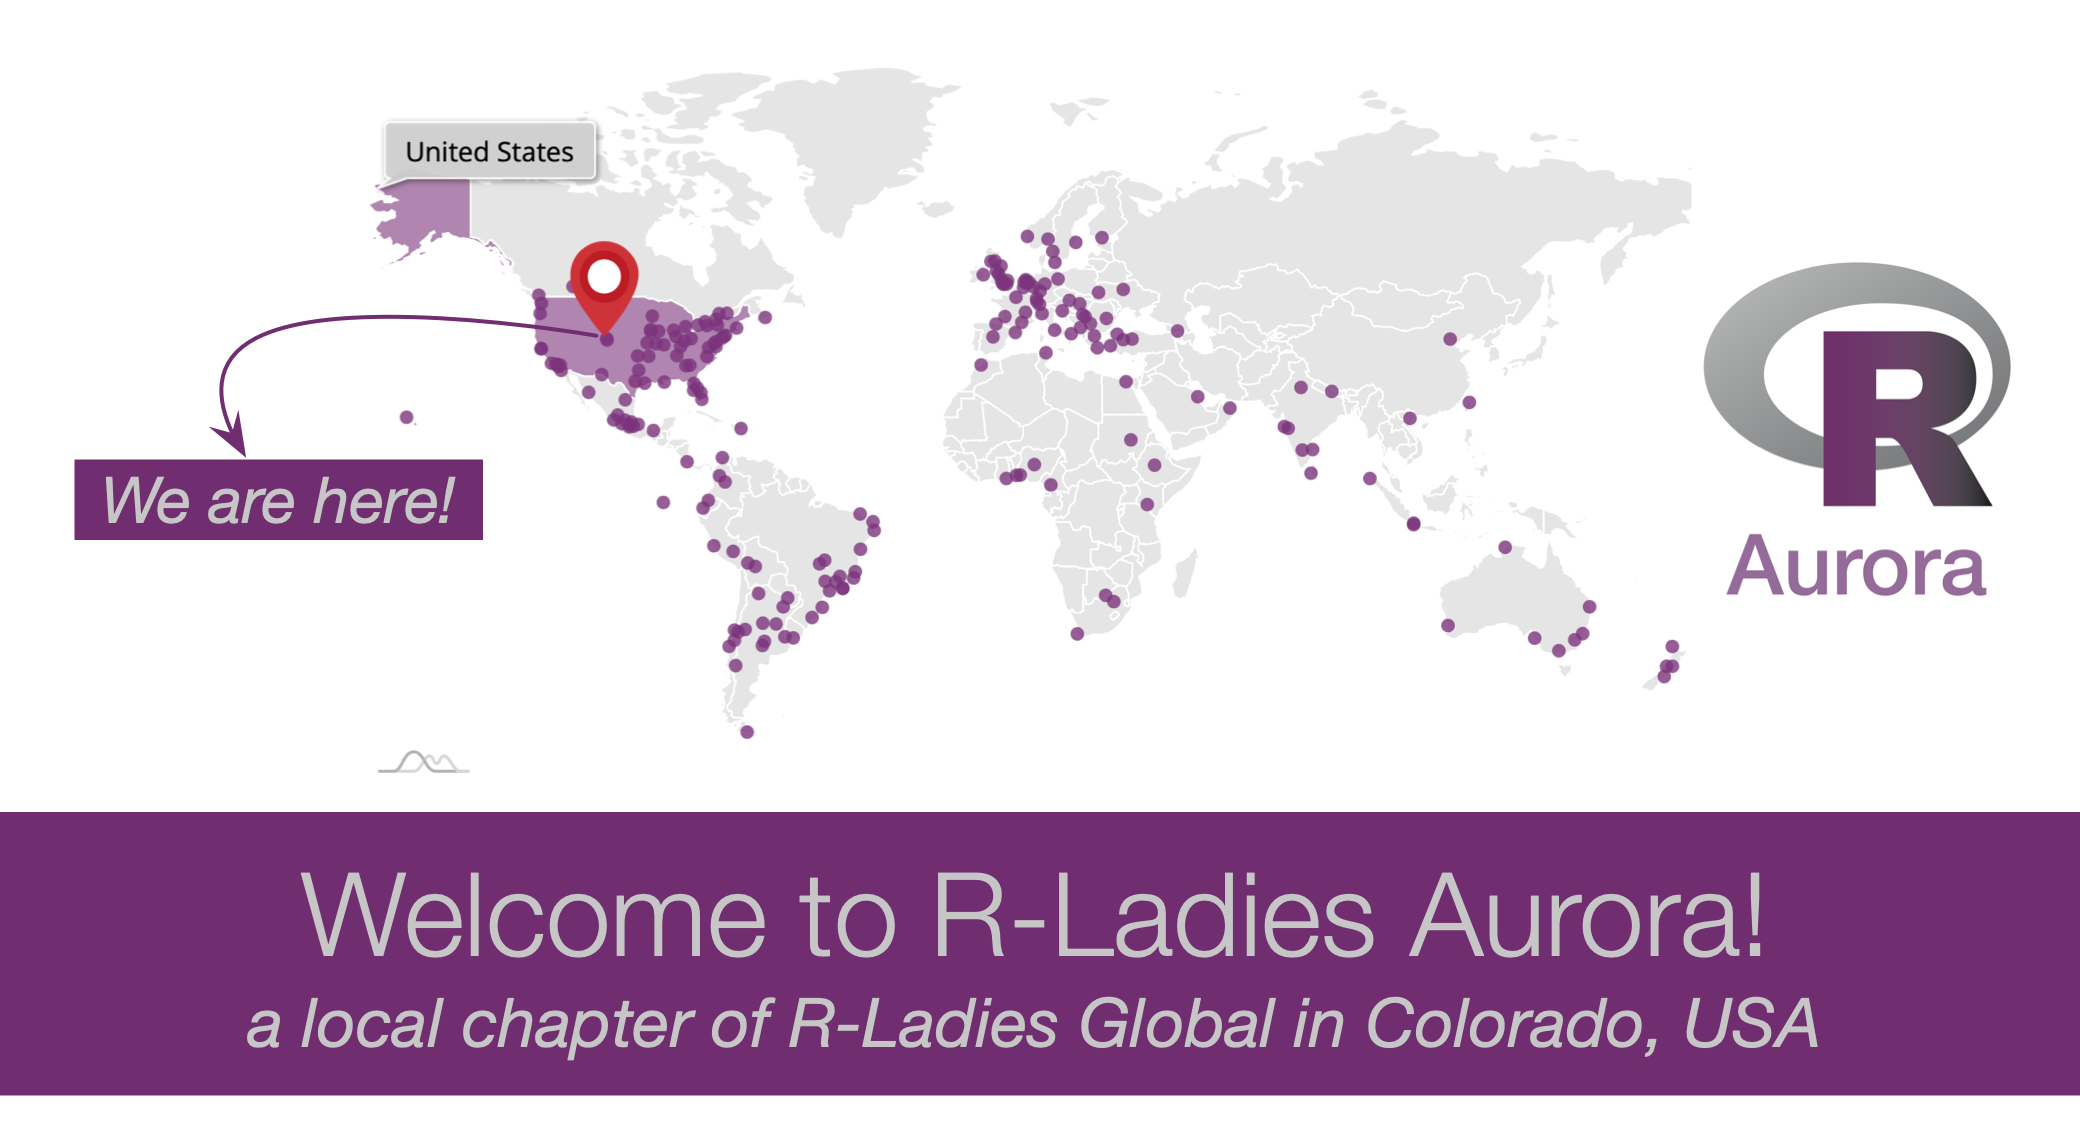 United States
We are here!
R
Aurora
Welcome to R-Ladies Aurora!
a local chapter of R-Ladies Global in Colorado, USA